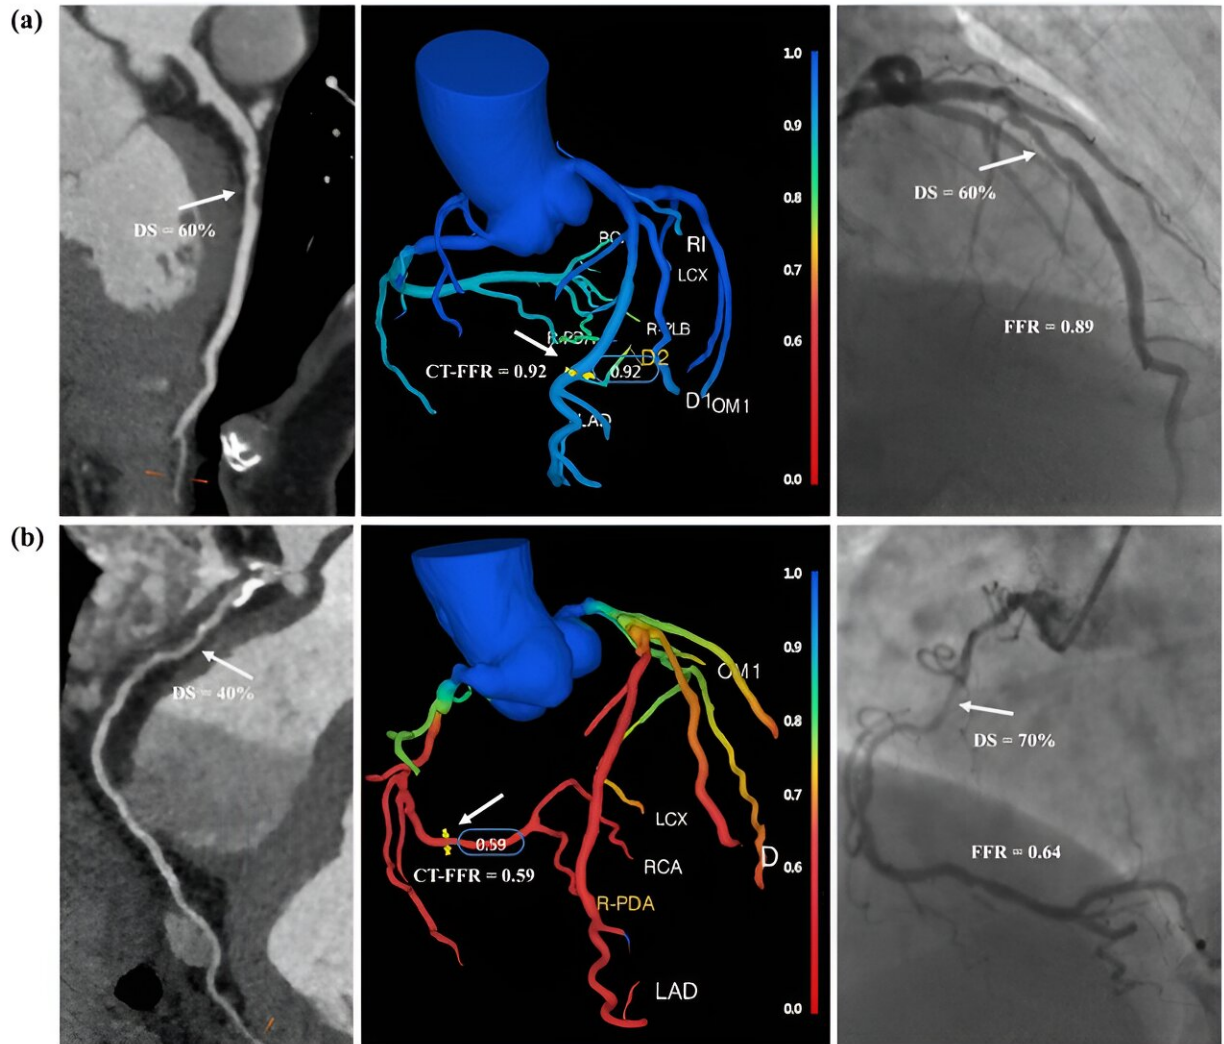 (a)
DS = 60%
1.0
0.9
0.8
0.7
0.6
0.0
RI
LCX
R-PLB
D2
CT-FFR = 0.92
0.92
D1
OM1
LAD
DS = 60%
FFR = 0.89
(b)
DS = 40%
1.0
0.9
0.8
0.7
0.6
0.0
OM1
LCX
0.59
D
RCA
CT-FFR = 0.59
R-PDA
LAD
DS = 70%
FFR = 0.64